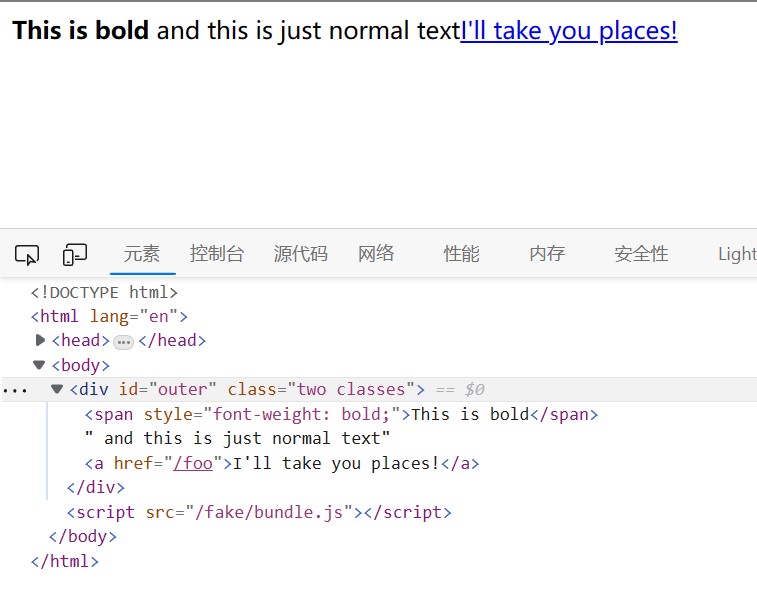 This is bold and this is just normal textI'll take you places!
元素 控制台 源代码 网络 性能 内存 安全性 Light
<!DOCTYPE html>
<html lang="en">
<head>…</head>
<body>
<div id="outer" class="two classes"> == $0
<span style="font-weight: bold;">This is bold</span>
" and this is just normal text"
<a href="/foo">I'll take you places!</a>
</div>
<script src="/fake/bundle.js"></script>
</body>
</html>